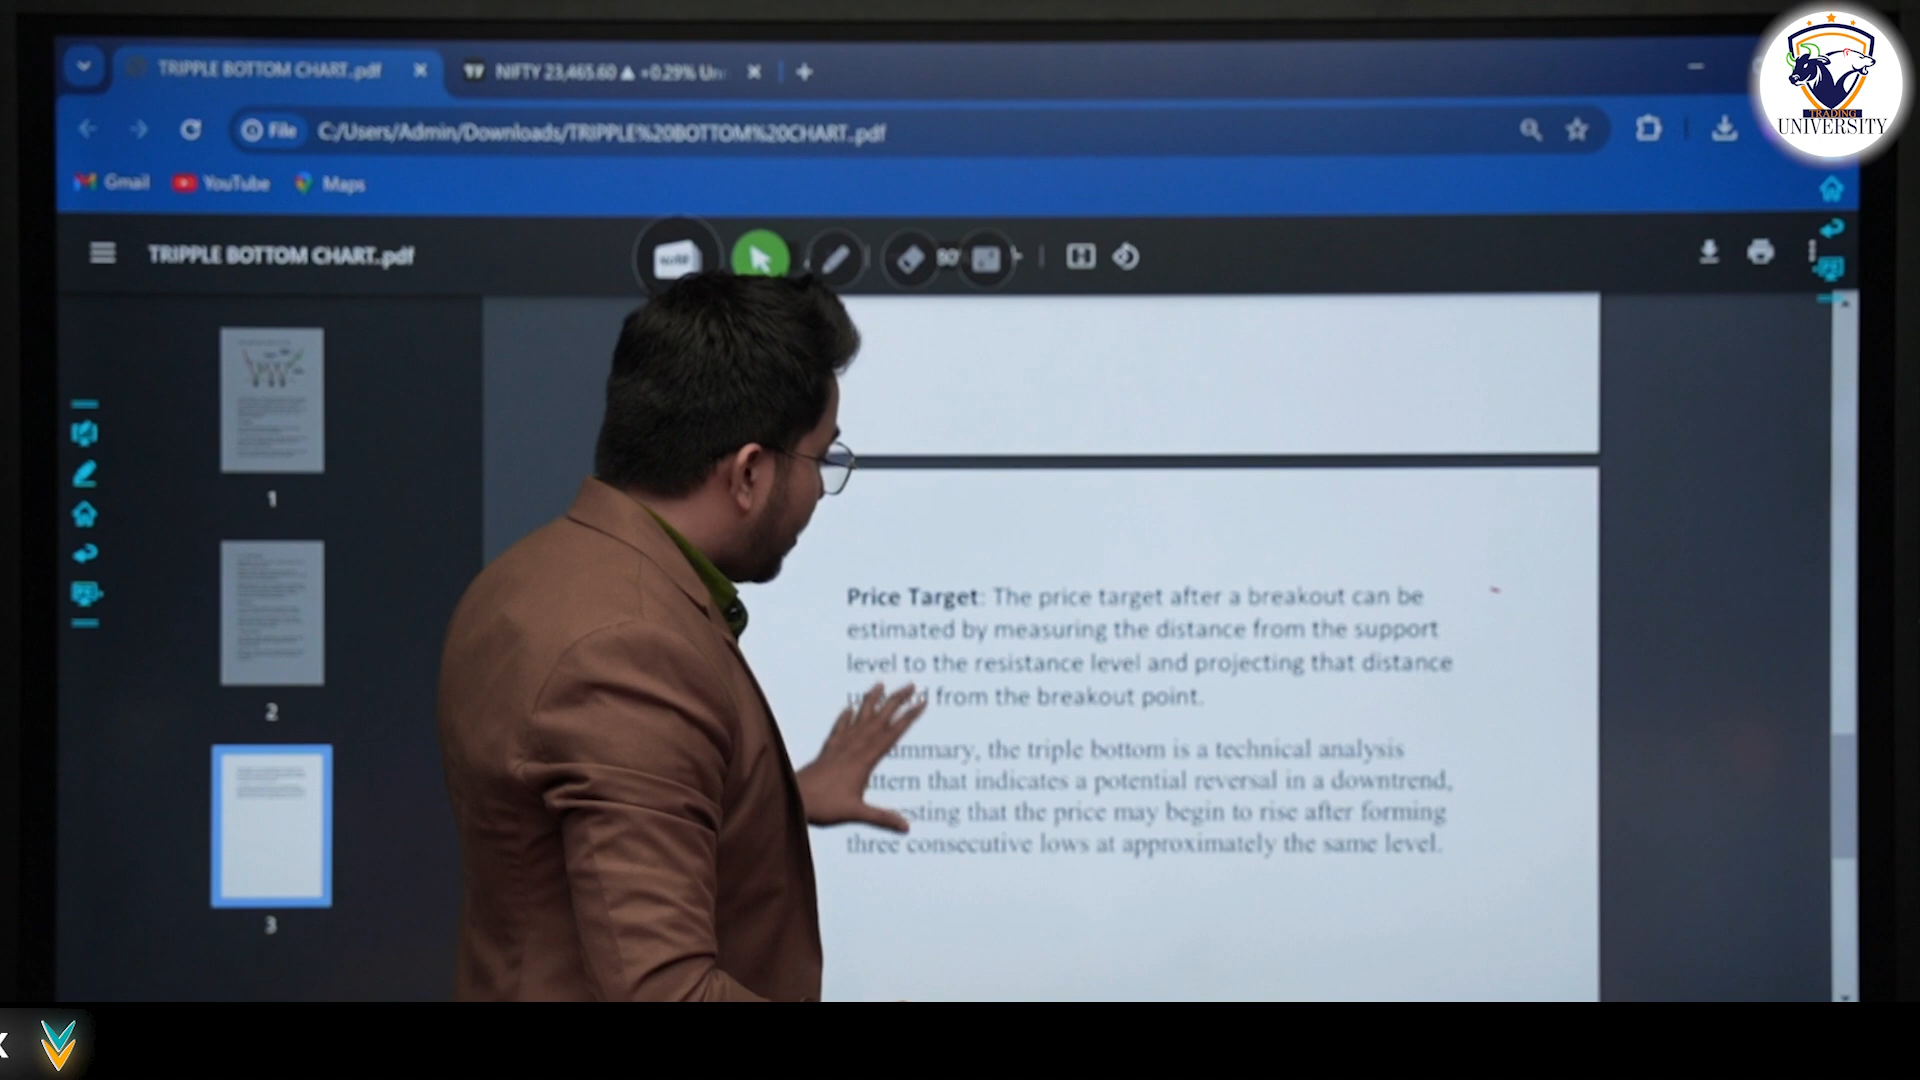 TRIPPLE BOTTOM CHART.pdf
NIFTY 23,465.60 ▲ +0.29% Un
File
C:/Users/Admin/Downloads/TRIPPLE%20BOTTOM%20CHART..pdf
Gmail
YouTube
Maps
TRADING
UNIVERSITY
TRIPPLE BOTTOM CHART.pdf
1
2
3
Price Target: The price target after a breakout can be
estimated by measuring the distance from the support
level to the resistance level and projecting that distance
from the breakout point.
the triple bottom is a technical analysis
that indicates a potential reversal in a downtrend,
that the price may begin to rise after forming
three consecutive lows at approximately the same level.